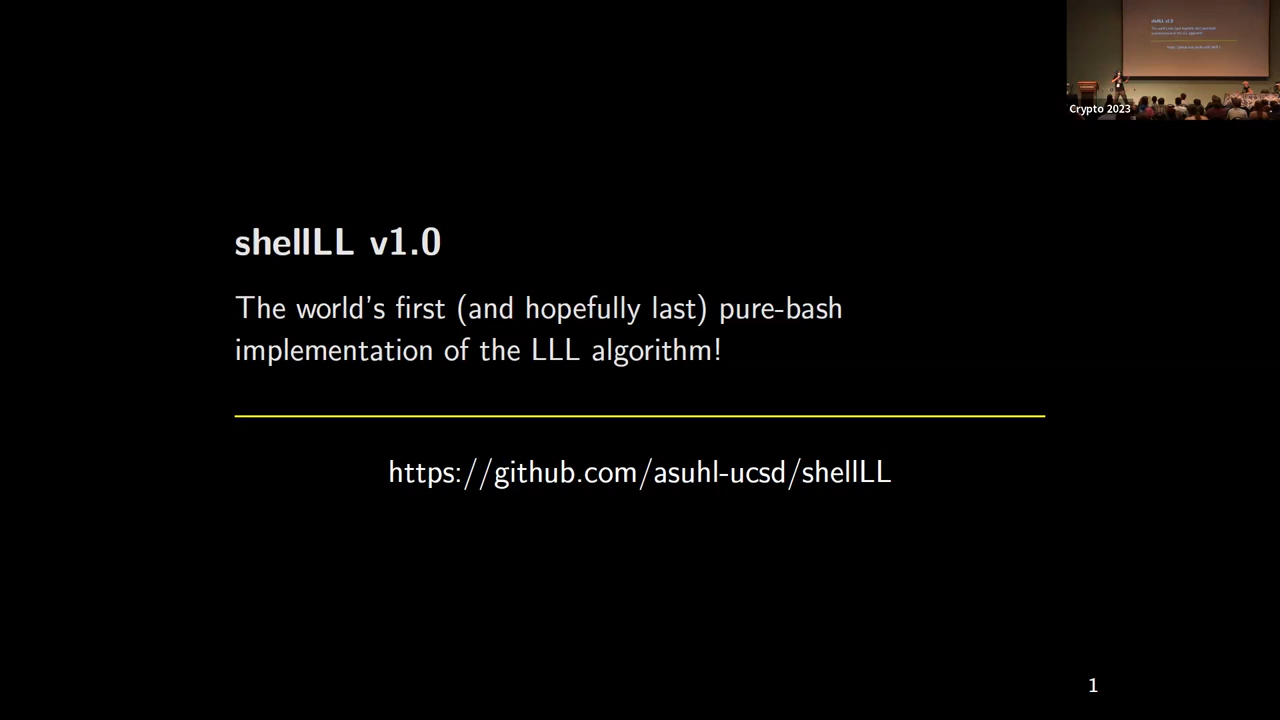 Crypto 2023
shellLL v1.0
The world's first (and hopefully last) pure-bash
implementation of the LLL algorithm!
https://github.com/asuhl-ucsd/shellLL
1